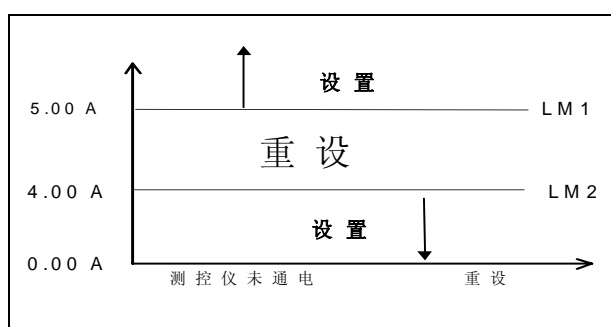 设 置
5.00 A
LM1
重 设
4.00 A
LM2
设 置
0.00 A
测 控 仪 未 通 电
重 设